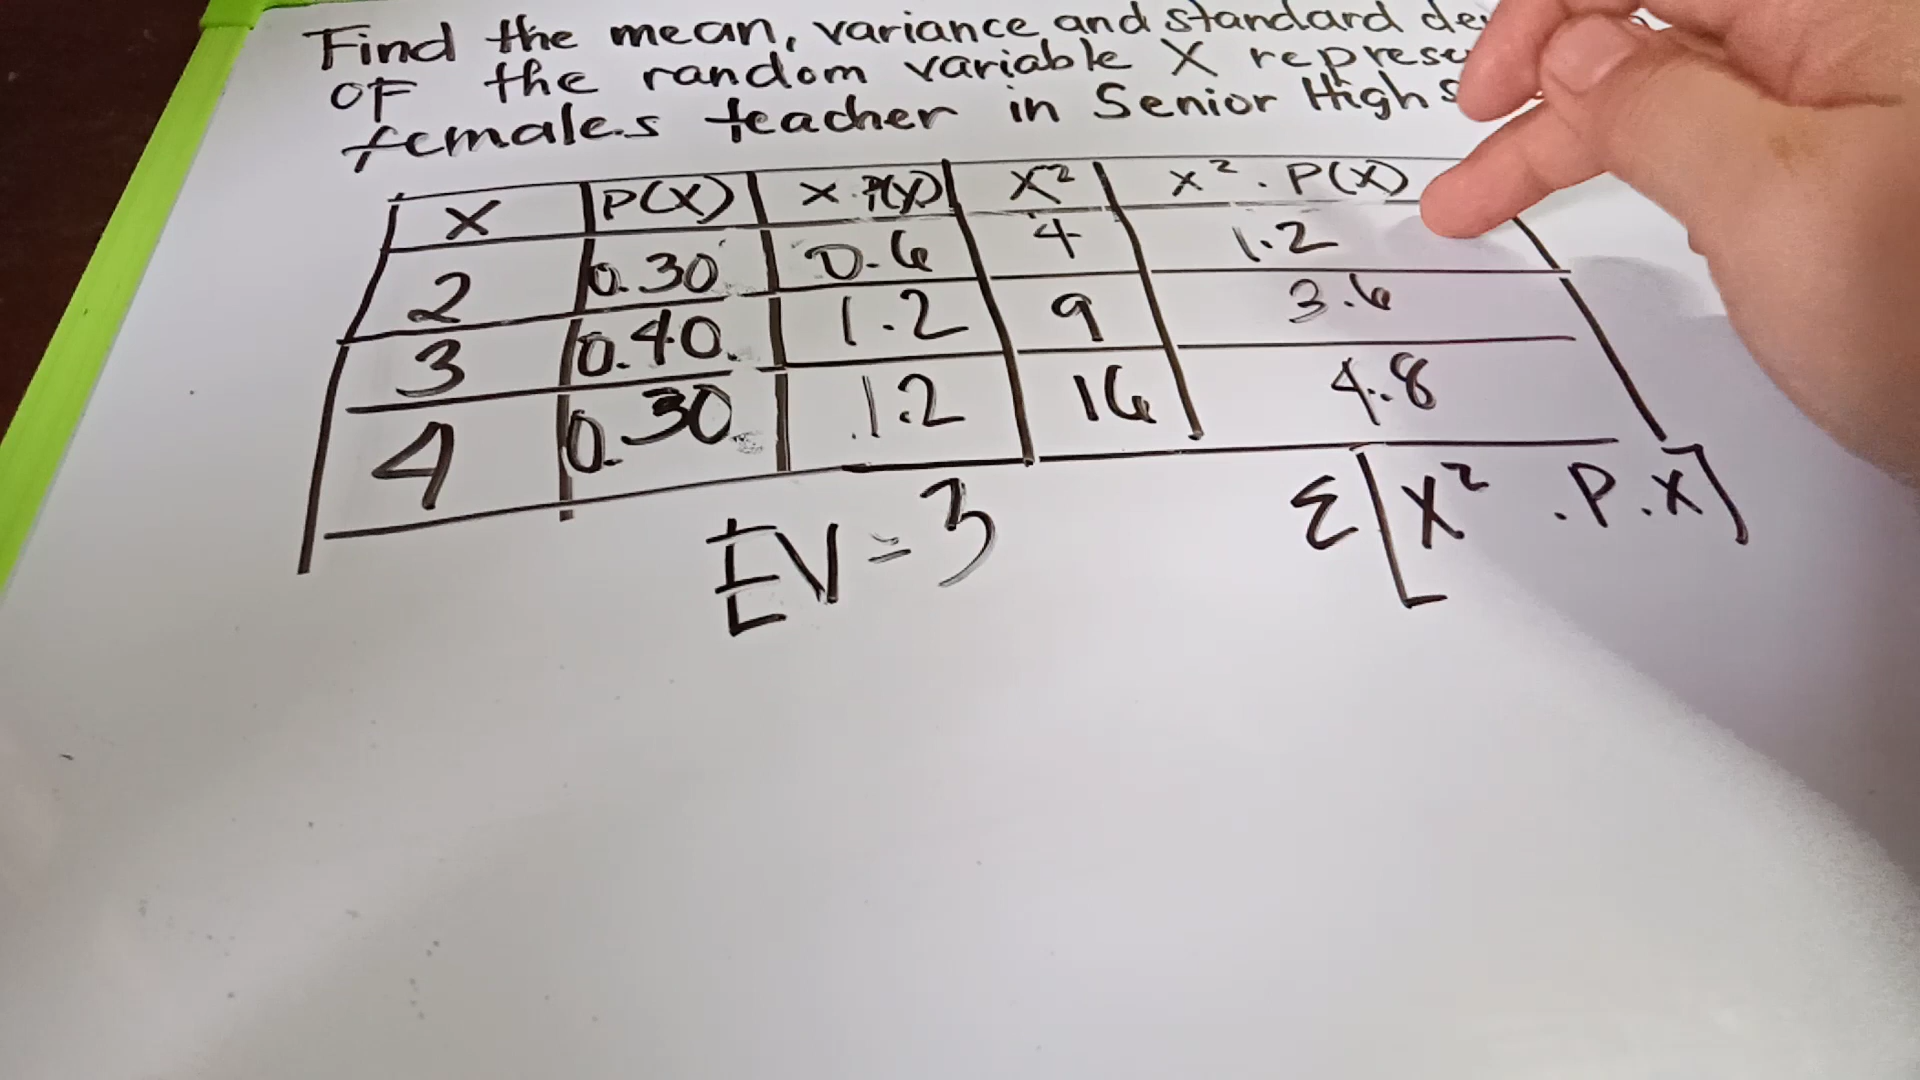 Find the mean, variance and standard
of the random variable X
females teacher in Senior High
X P(X) X.P(X) X² X².P(X)
2 0.30 0.6 4 1.2
3 0.40 1.2 9 3.6
4 0.30 1.2 16 4.8
EV=3 Σ[X².P.X]